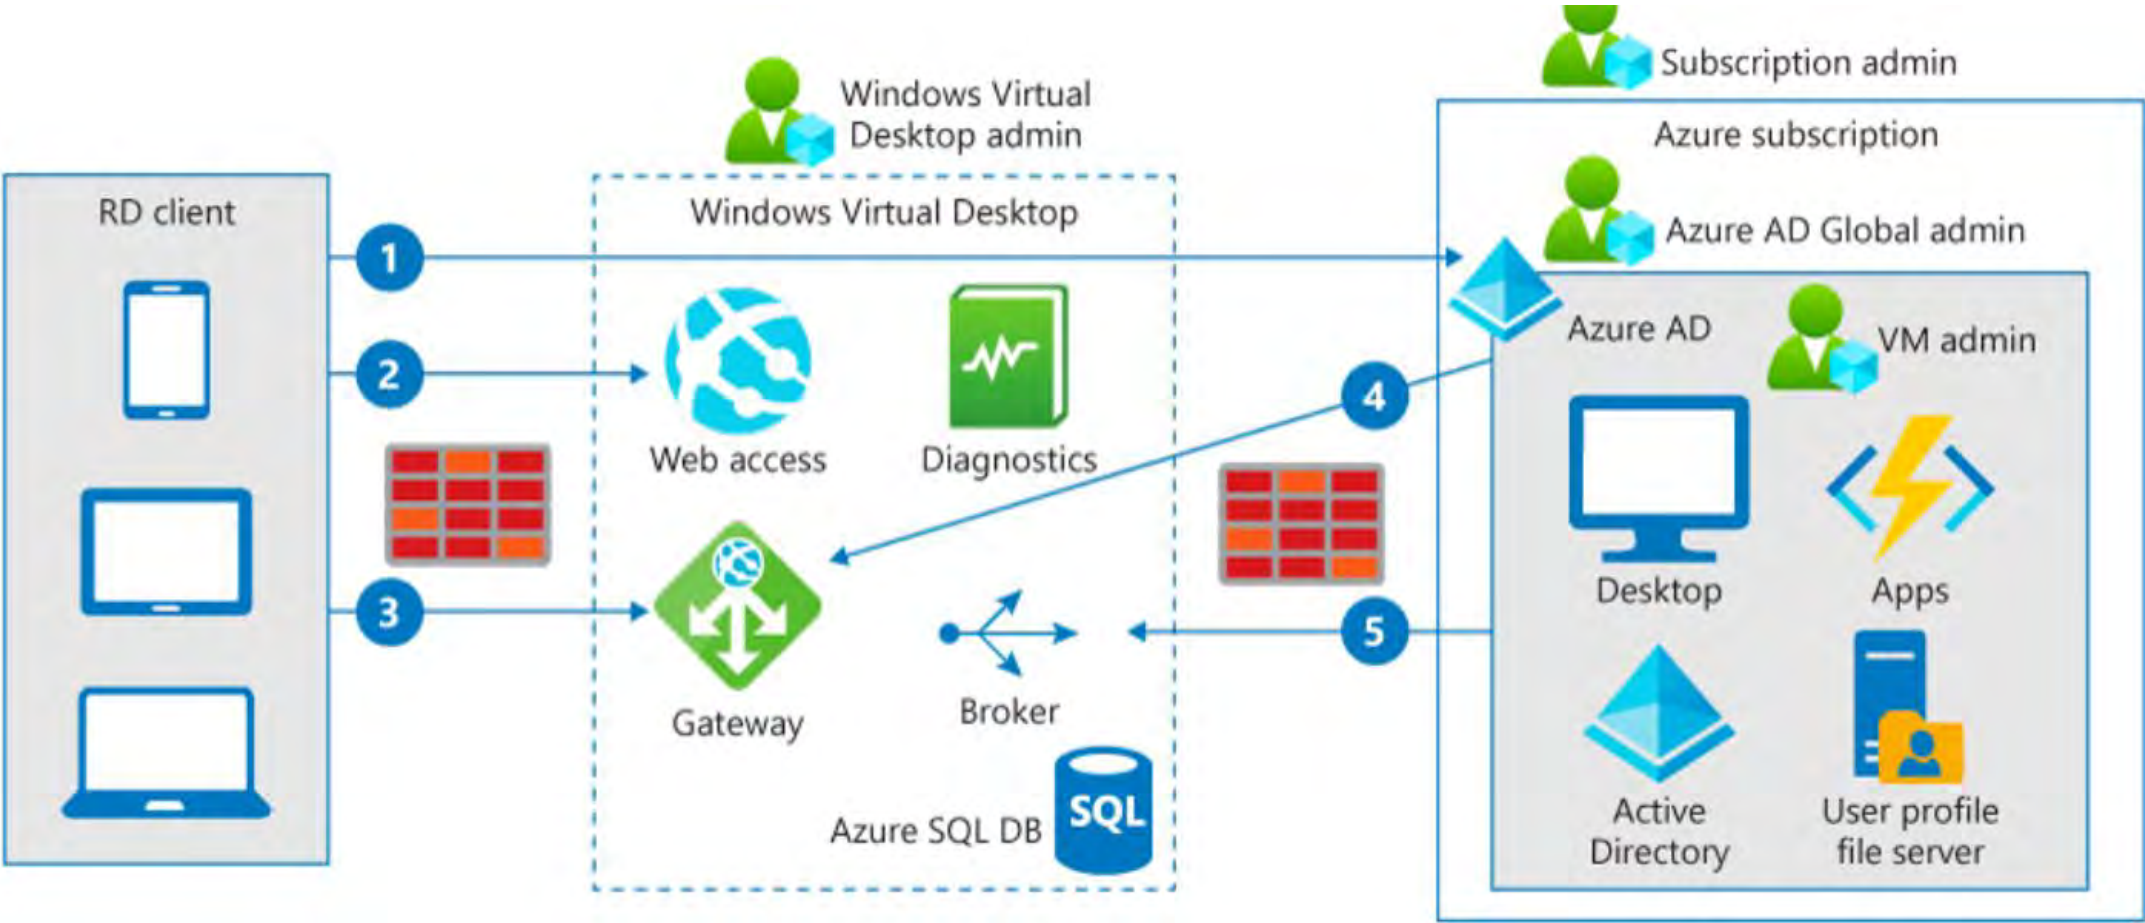 Subscription admin
Windows Virtual
Desktop admin
Azure subscription
RD client
Windows Virtual Desktop
Azure AD Global admin
1
Azure AD
VM admin
2
4
Web access
Diagnostics
Desktop
Apps
3
5
Gateway
Broker
Azure SQL DB
SQL
Active
Directory
User profile
file server